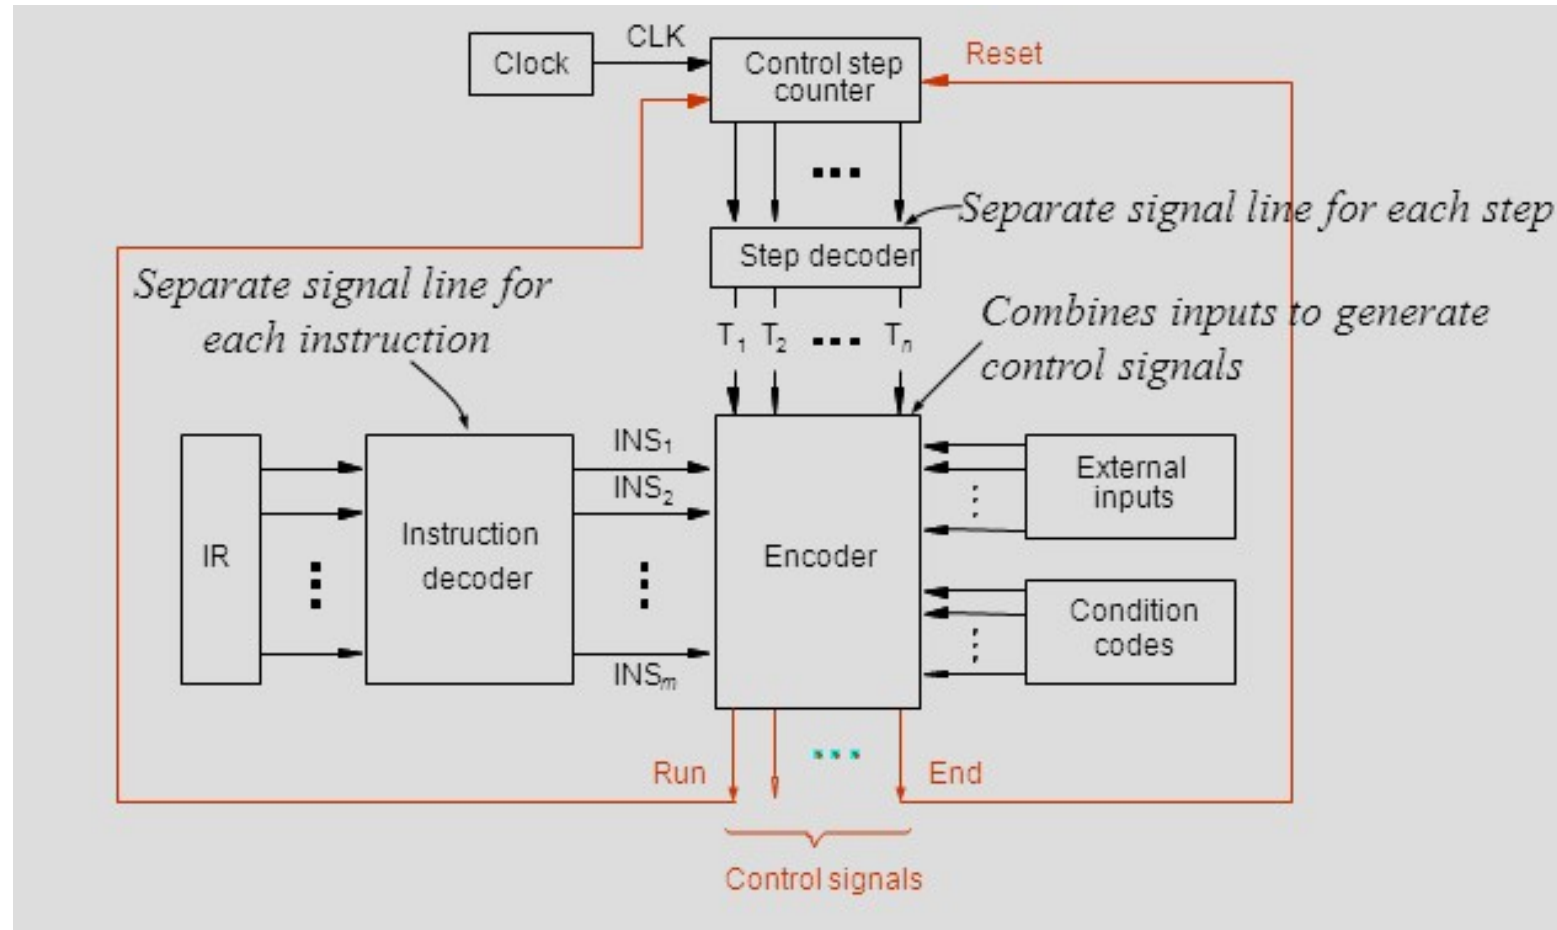 CLK
Clock
Control step
counter
Reset
Separate signal line for each step
Step decoder
Separate signal line for
each instruction
Combines inputs to generate
control signals
T1 T2 Tn
INS1
INS2
INSm
IR
Instruction
decoder
Encoder
External
inputs
Condition
codes
Run
End
Control signals